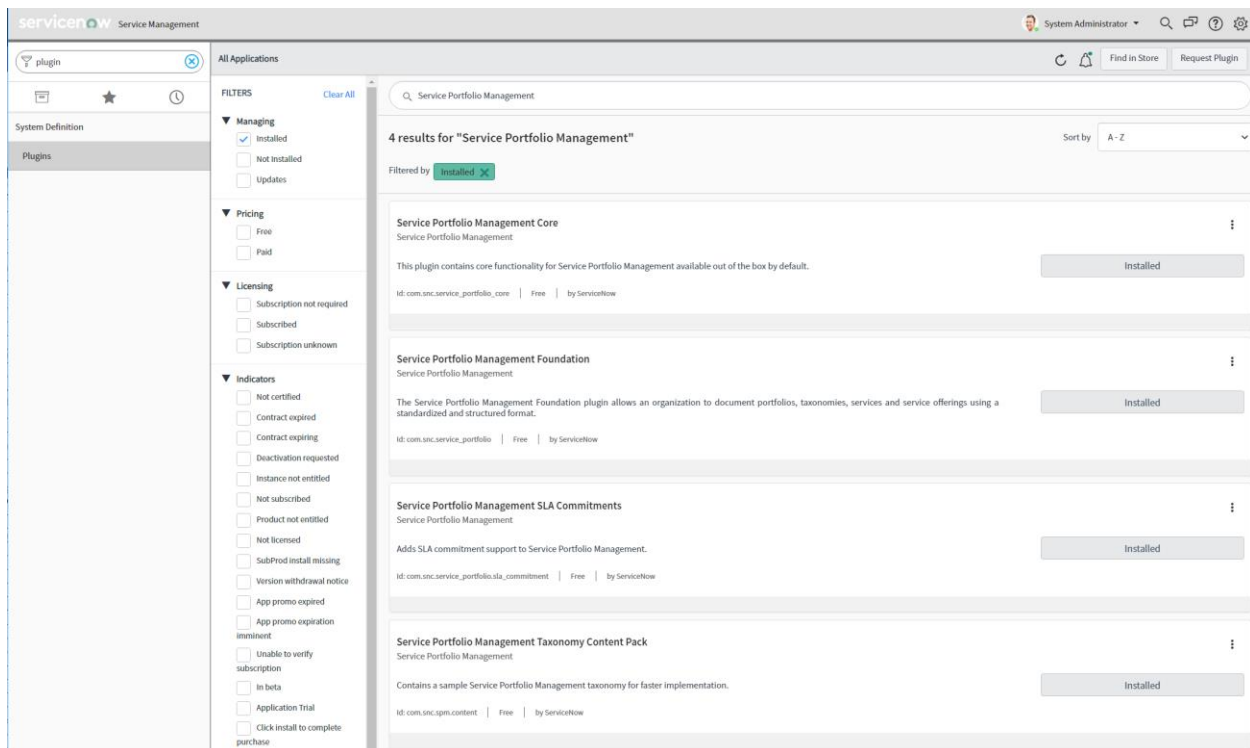 servicenow Service Management
System Administrator
plugin
System Definition
Plugins
All Applications
Find in Store
Request Plugin
FILTERS
Clear All
Managing
Installed
Not Installed
Updates
Pricing
Free
Paid
Licensing
Subscription not required
Subscribed
Subscription unknown
Indicators
Not certified
Contract expired
Contract expiring
Deactivation requested
Instance not entitled
Not subscribed
Product not entitled
Not licensed
SubProd install missing
Version withdrawal notice
App promo expired
App promo expiration
imminent
Unable to verify
subscription
In beta
Application Trial
Click install to complete
purchase
Service Portfolio Management
4 results for "Service Portfolio Management"
Sort by A - Z
Filtered by Installed
Service Portfolio Management Core
Service Portfolio Management
This plugin contains core functionality for Service Portfolio Management available out of the box by default.
Installed
Id: com.snc.service_portfolio_core | Free | by ServiceNow
Service Portfolio Management Foundation
Service Portfolio Management
The Service Portfolio Management Foundation plugin allows an organization to document portfolios, taxonomies, services and service offerings using a
standardized and structured format.
Installed
Id: com.snc.service_portfolio | Free | by ServiceNow
Service Portfolio Management SLA Commitments
Service Portfolio Management
Adds SLA commitment support to Service Portfolio Management.
Installed
Id: com.snc.service_portfolio.sla_commitment | Free | by ServiceNow
Service Portfolio Management Taxonomy Content Pack
Service Portfolio Management
Contains a sample Service Portfolio Management taxonomy for faster implementation.
Installed
Id: com.snc.spm.content | Free | by ServiceNow